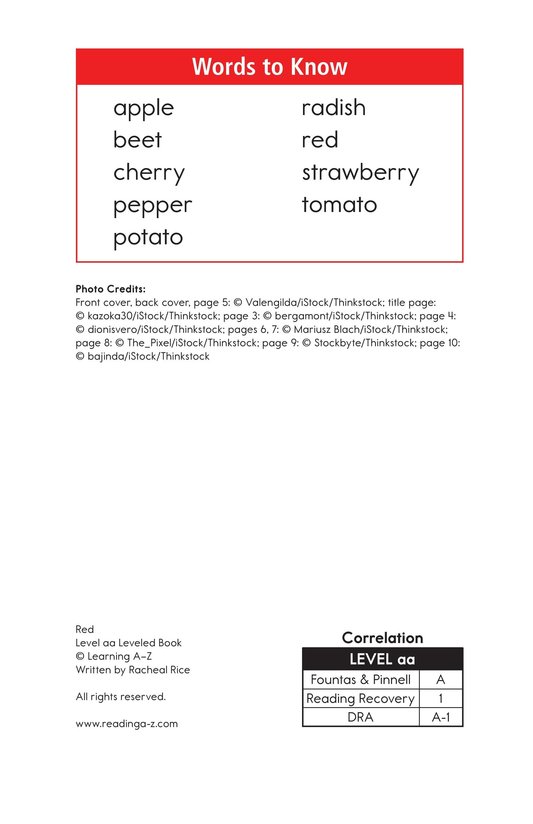 Words to Know
apple
beet
cherry
pepper
potato
radish
red
strawberry
tomato
Photo Credits:
Front cover, back cover, page 5: © Valengilda/iStock/Thinkstock; title page:
© kazoka30/iStock/Thinkstock; page 3: © bergamont/iStock/Thinkstock; page 4:
© dionisvero/iStock/Thinkstock; pages 6, 7: © Mariusz Blach/iStock/Thinkstock;
page 8: © The_Pixel/iStock/Thinkstock; page 9: © Stockbyte/Thinkstock; page 10:
© bajinda/iStock/Thinkstock
Red
Level aa Leveled Book
© Learning A–Z
Written by Racheal Rice
All rights reserved.
www.readinga-z.com
Correlation
LEVEL aa
Fountas & Pinnell A
Reading Recovery 1
DRA A-1